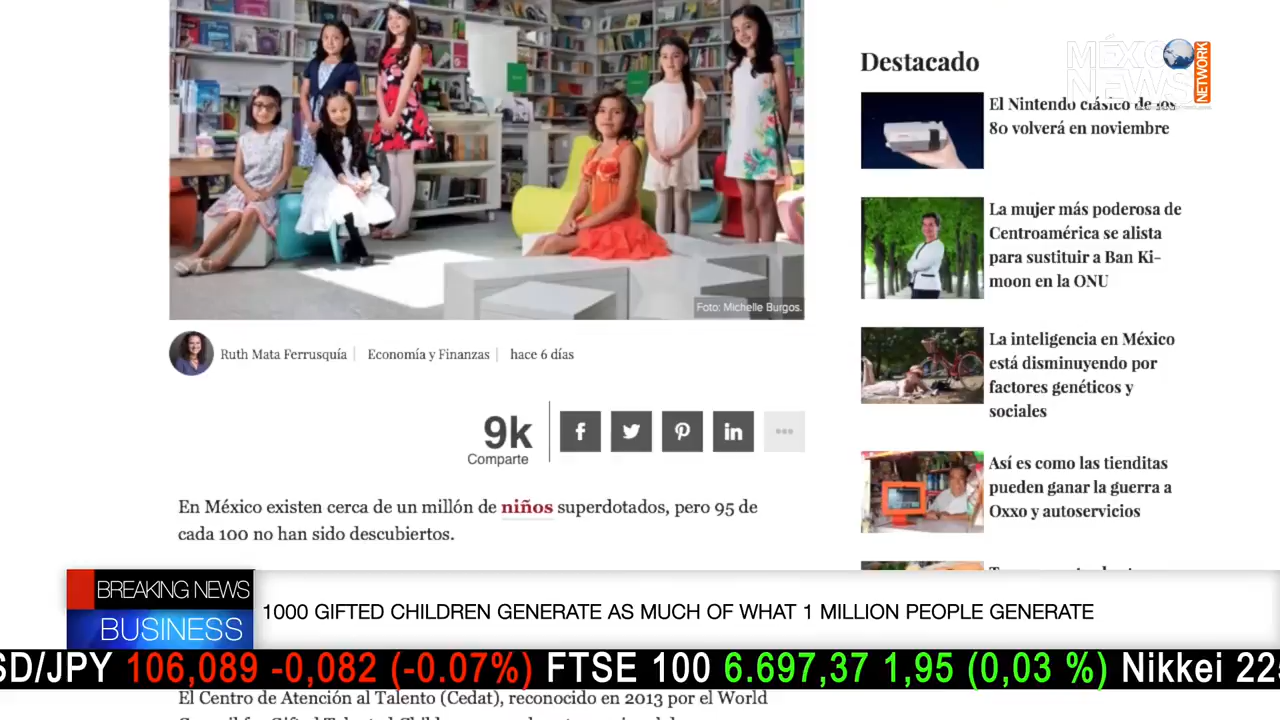 MÉXICO
NEWS
NETWORK
Destacado
El Nintendo clásico de los
80 volverá en noviembre
La mujer más poderosa de
Centroamérica se alista
para sustituir a Ban Ki-
moon en la ONU
La inteligencia en México
está disminuyendo por
factores genéticos y
sociales
Así es como las tienditas
pueden ganar la guerra a
Oxxo y autoservicios
Foto: Michelle Burgos.
Ruth Mata Ferrusquía | Economía y Finanzas | hace 6 días
9k
Comparte
En México existen cerca de un millón de niños superdotados, pero 95 de
cada 100 no han sido descubiertos.
BREAKING NEWS
BUSINESS
1000 GIFTED CHILDREN GENERATE AS MUCH OF WHAT 1 MILLION PEOPLE GENERATE
SD/JPY 106,089 -0,082 (-0.07%) FTSE 100 6.697,37 1,95 (0,03 %) Nikkei 225
El Centro de Atención al Talento (Cedat), reconocido en 2013 por el World